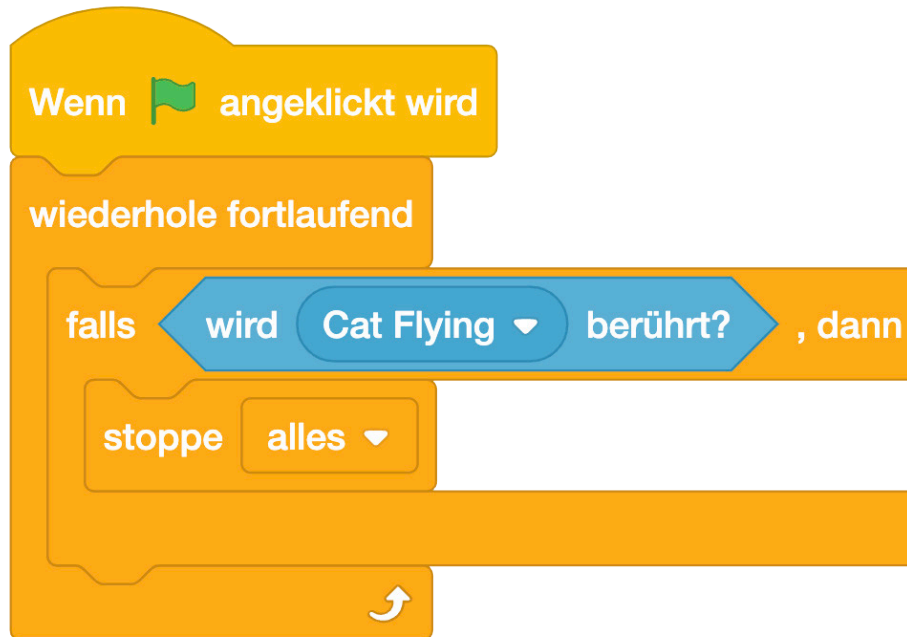 Wenn angeklickt wird
wiederhole fortlaufend
falls wird Cat Flying berührt? , dann
stoppe alles